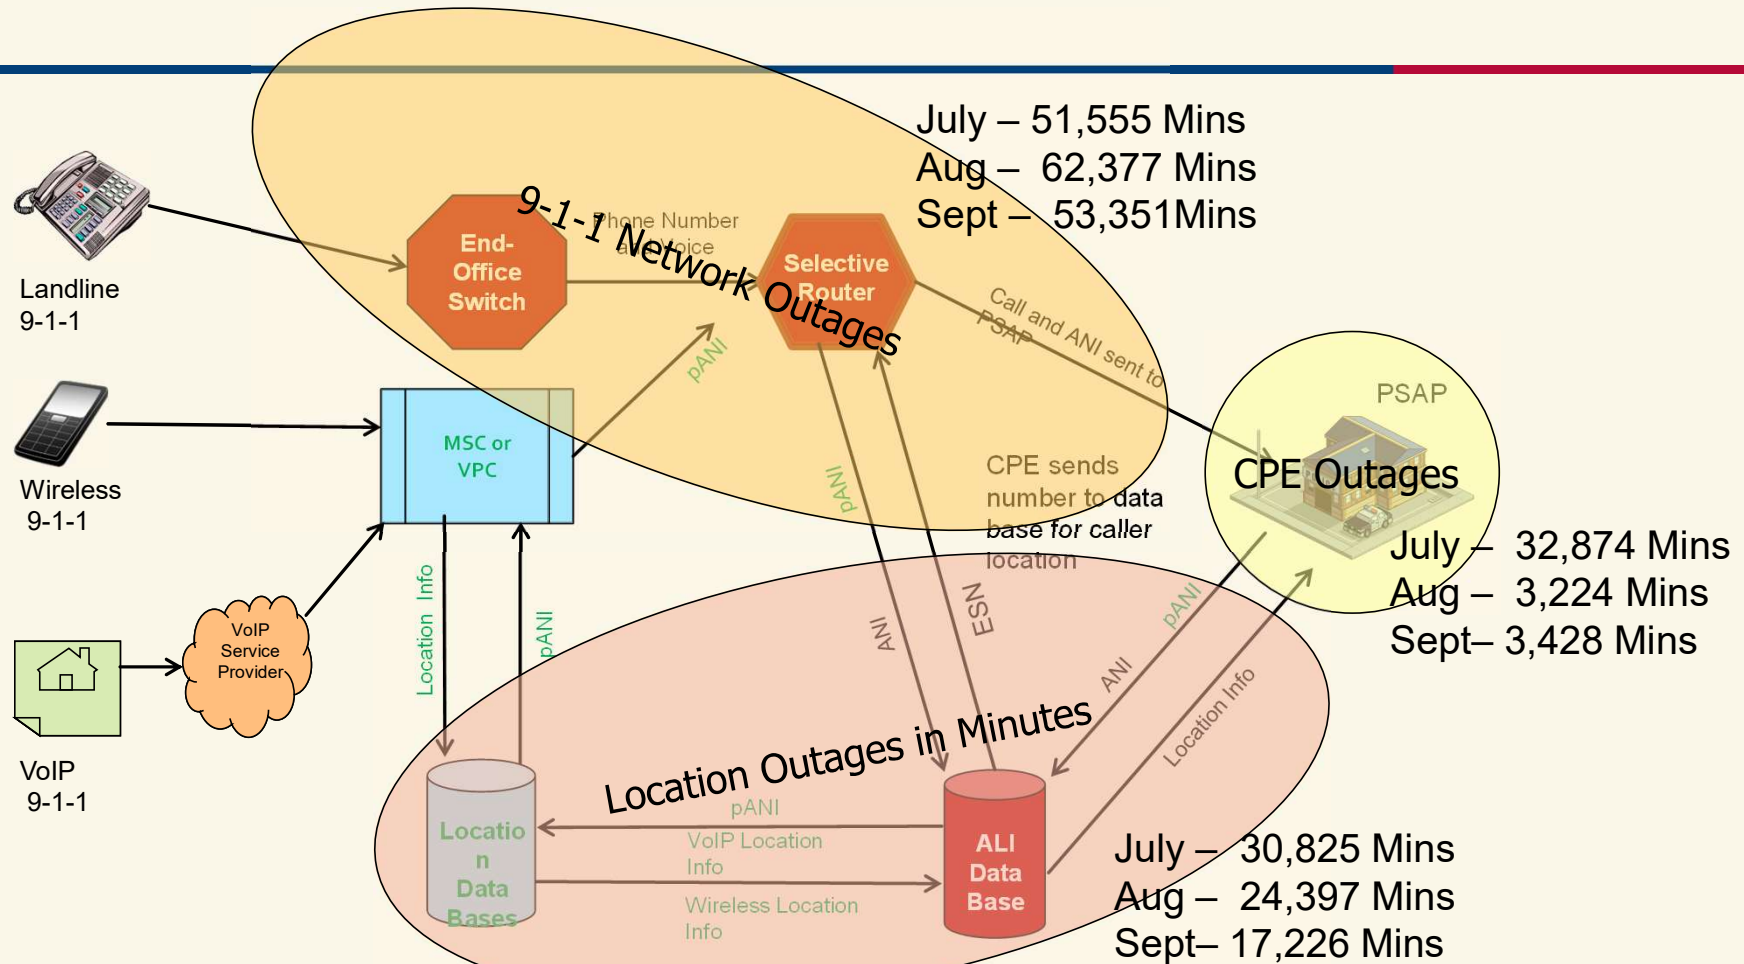 July – 51,555 Mins
Aug –  62,377 Mins
Sept –  53,351Mins
9-1-1 Network Outages
Phone Number
and Voice
End-
Office
Switch
Selective
Router
Landline
9-1-1
Call and ANI sent to
PSAP
pANI
PSAP
CPE Outages
MSC or
VPC
Wireless
9-1-1
pANI
CPE sends
number to data
base for caller
location
July –  32,874 Mins
Aug –  3,224 Mins
Sept– 3,428 Mins
Location Info
pANI
ANI
ESN
pANI
ANI
Location Info
VoIP
Service
Provider
VoIP
9-1-1
Location Outages in Minutes
pANI
VoIP Location
Info
Wireless Location
Info
Locatio
n
Data
Bases
ALI
Data
Base
July –  30,825 Mins
Aug –  24,397 Mins
Sept– 17,226 Mins